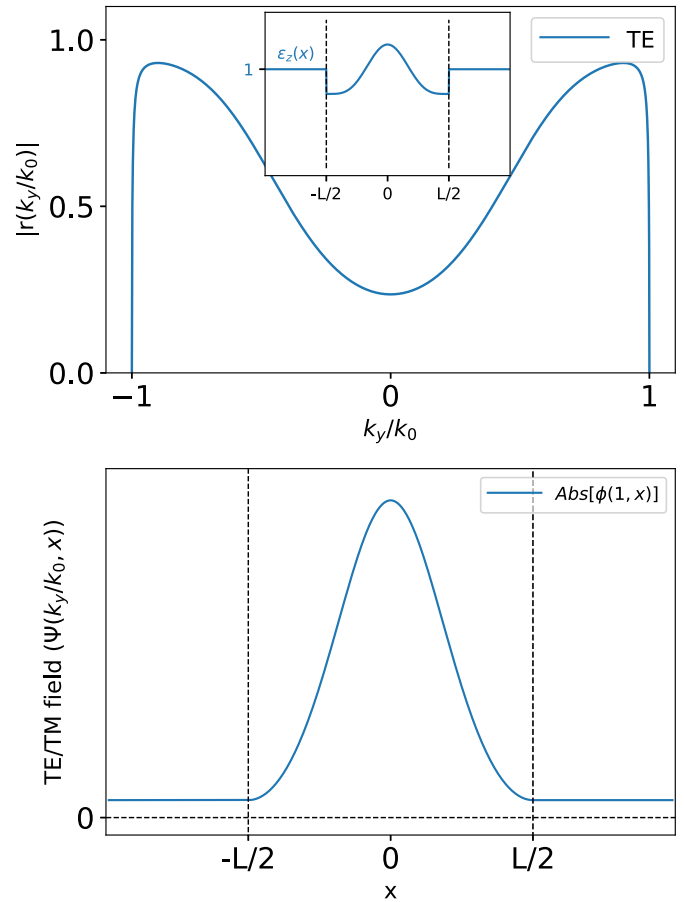 1.0
0.5
0.0
|r(k_y/k_0)|
TE
ε_z(x)
1
-L/2 0 L/2
−1 0 1
k_y/k_0
TE/TM field (Ψ(k_y/k_0, x))
Abs[ϕ(1, x)]
0
-L/2 0 L/2
x